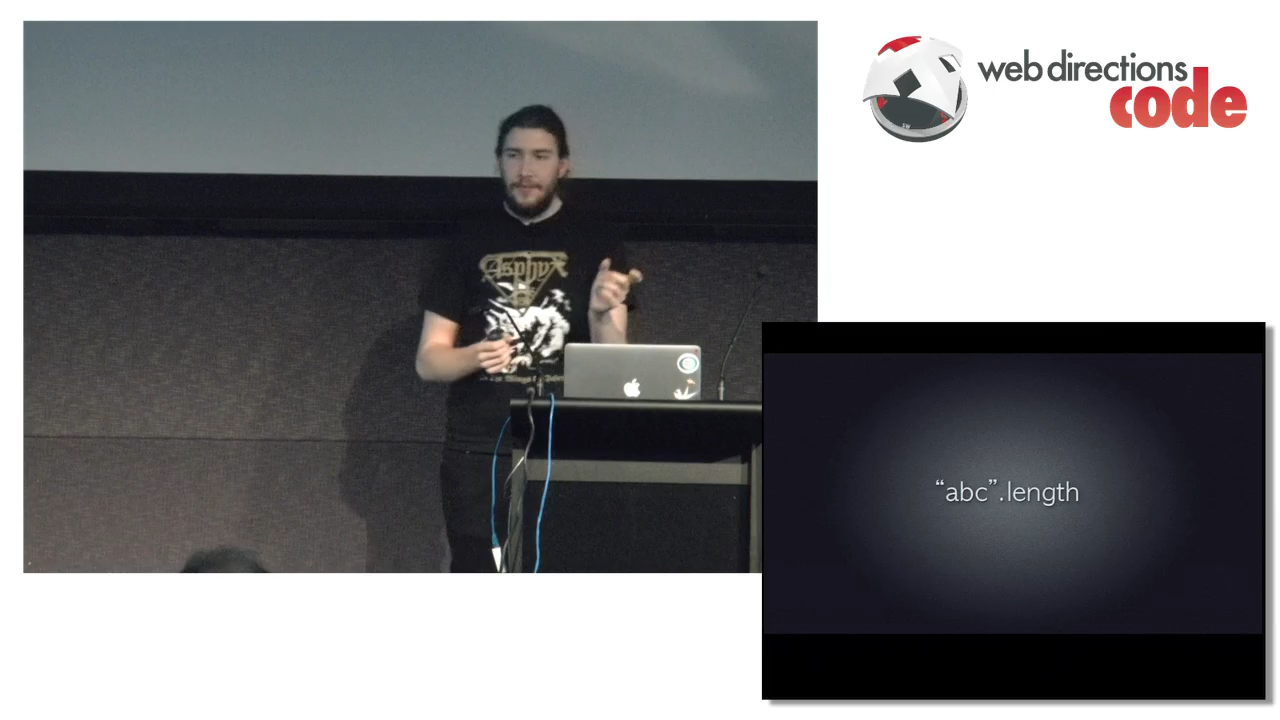 web directions
code
Asphyx
“abc”.length